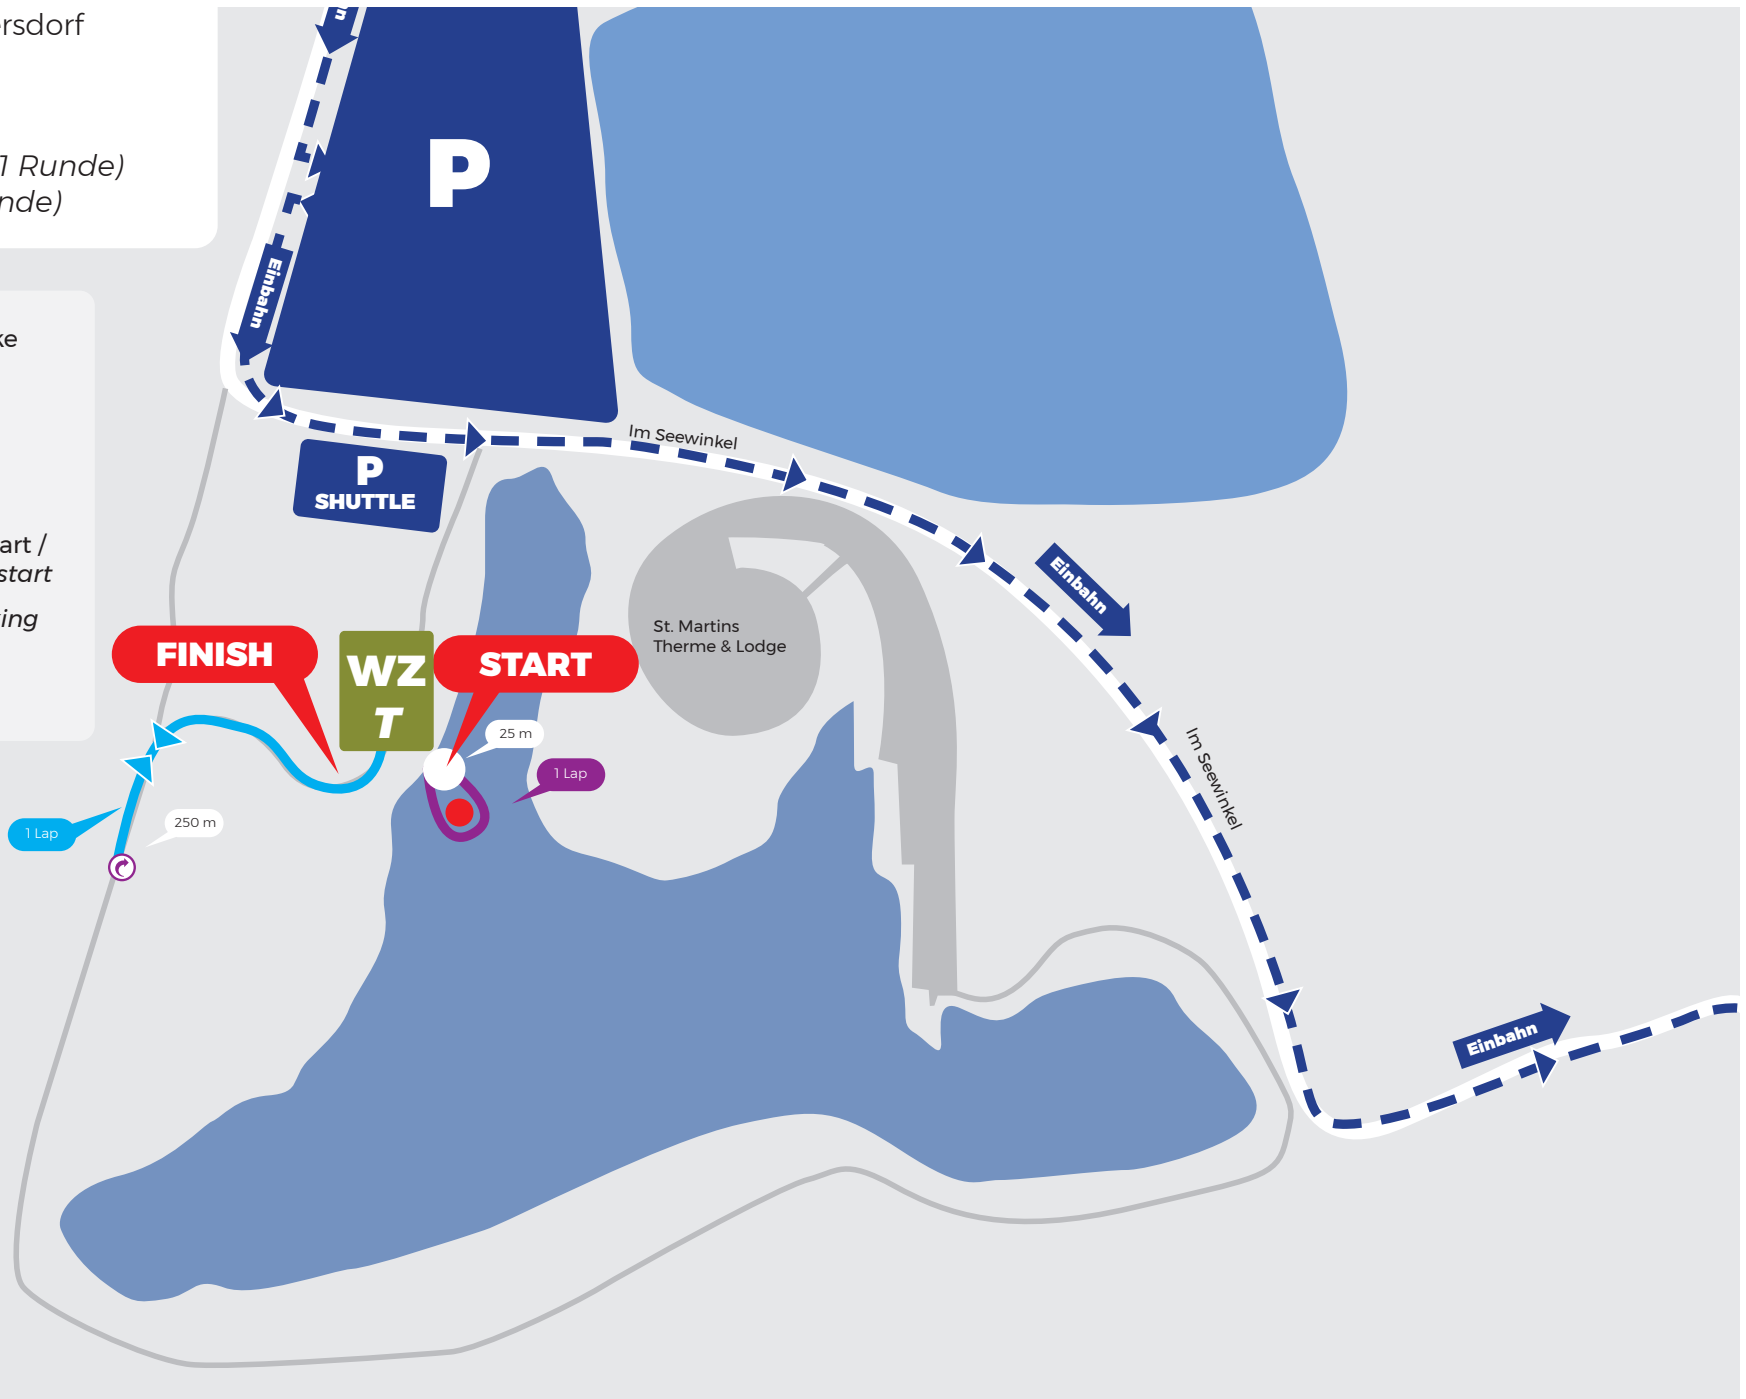 ersdorf
1 Runde)
nde)
ke
art /
start
ing
n
P
Einbahn
P
SHUTTLE
Im Seewinkel
Einbahn
St. Martins
Therme & Lodge
FINISH
WZ
T
START
25 m
1 Lap
1 Lap
250 m
Im Seewinkel
Einbahn